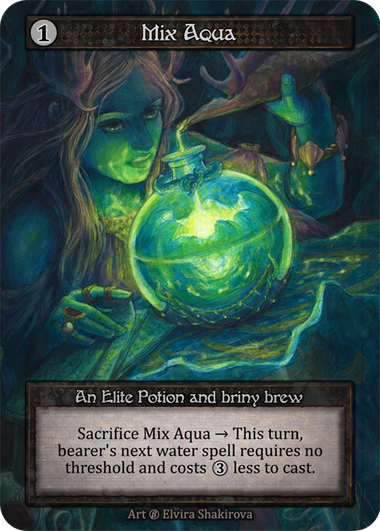 1
Mix Aqua
An Elite Potion and briny brew
Sacrifice Mix Aqua → This turn,
bearer's next water spell requires no
threshold and costs ③ less to cast.
Art @ Elvira Shakirova